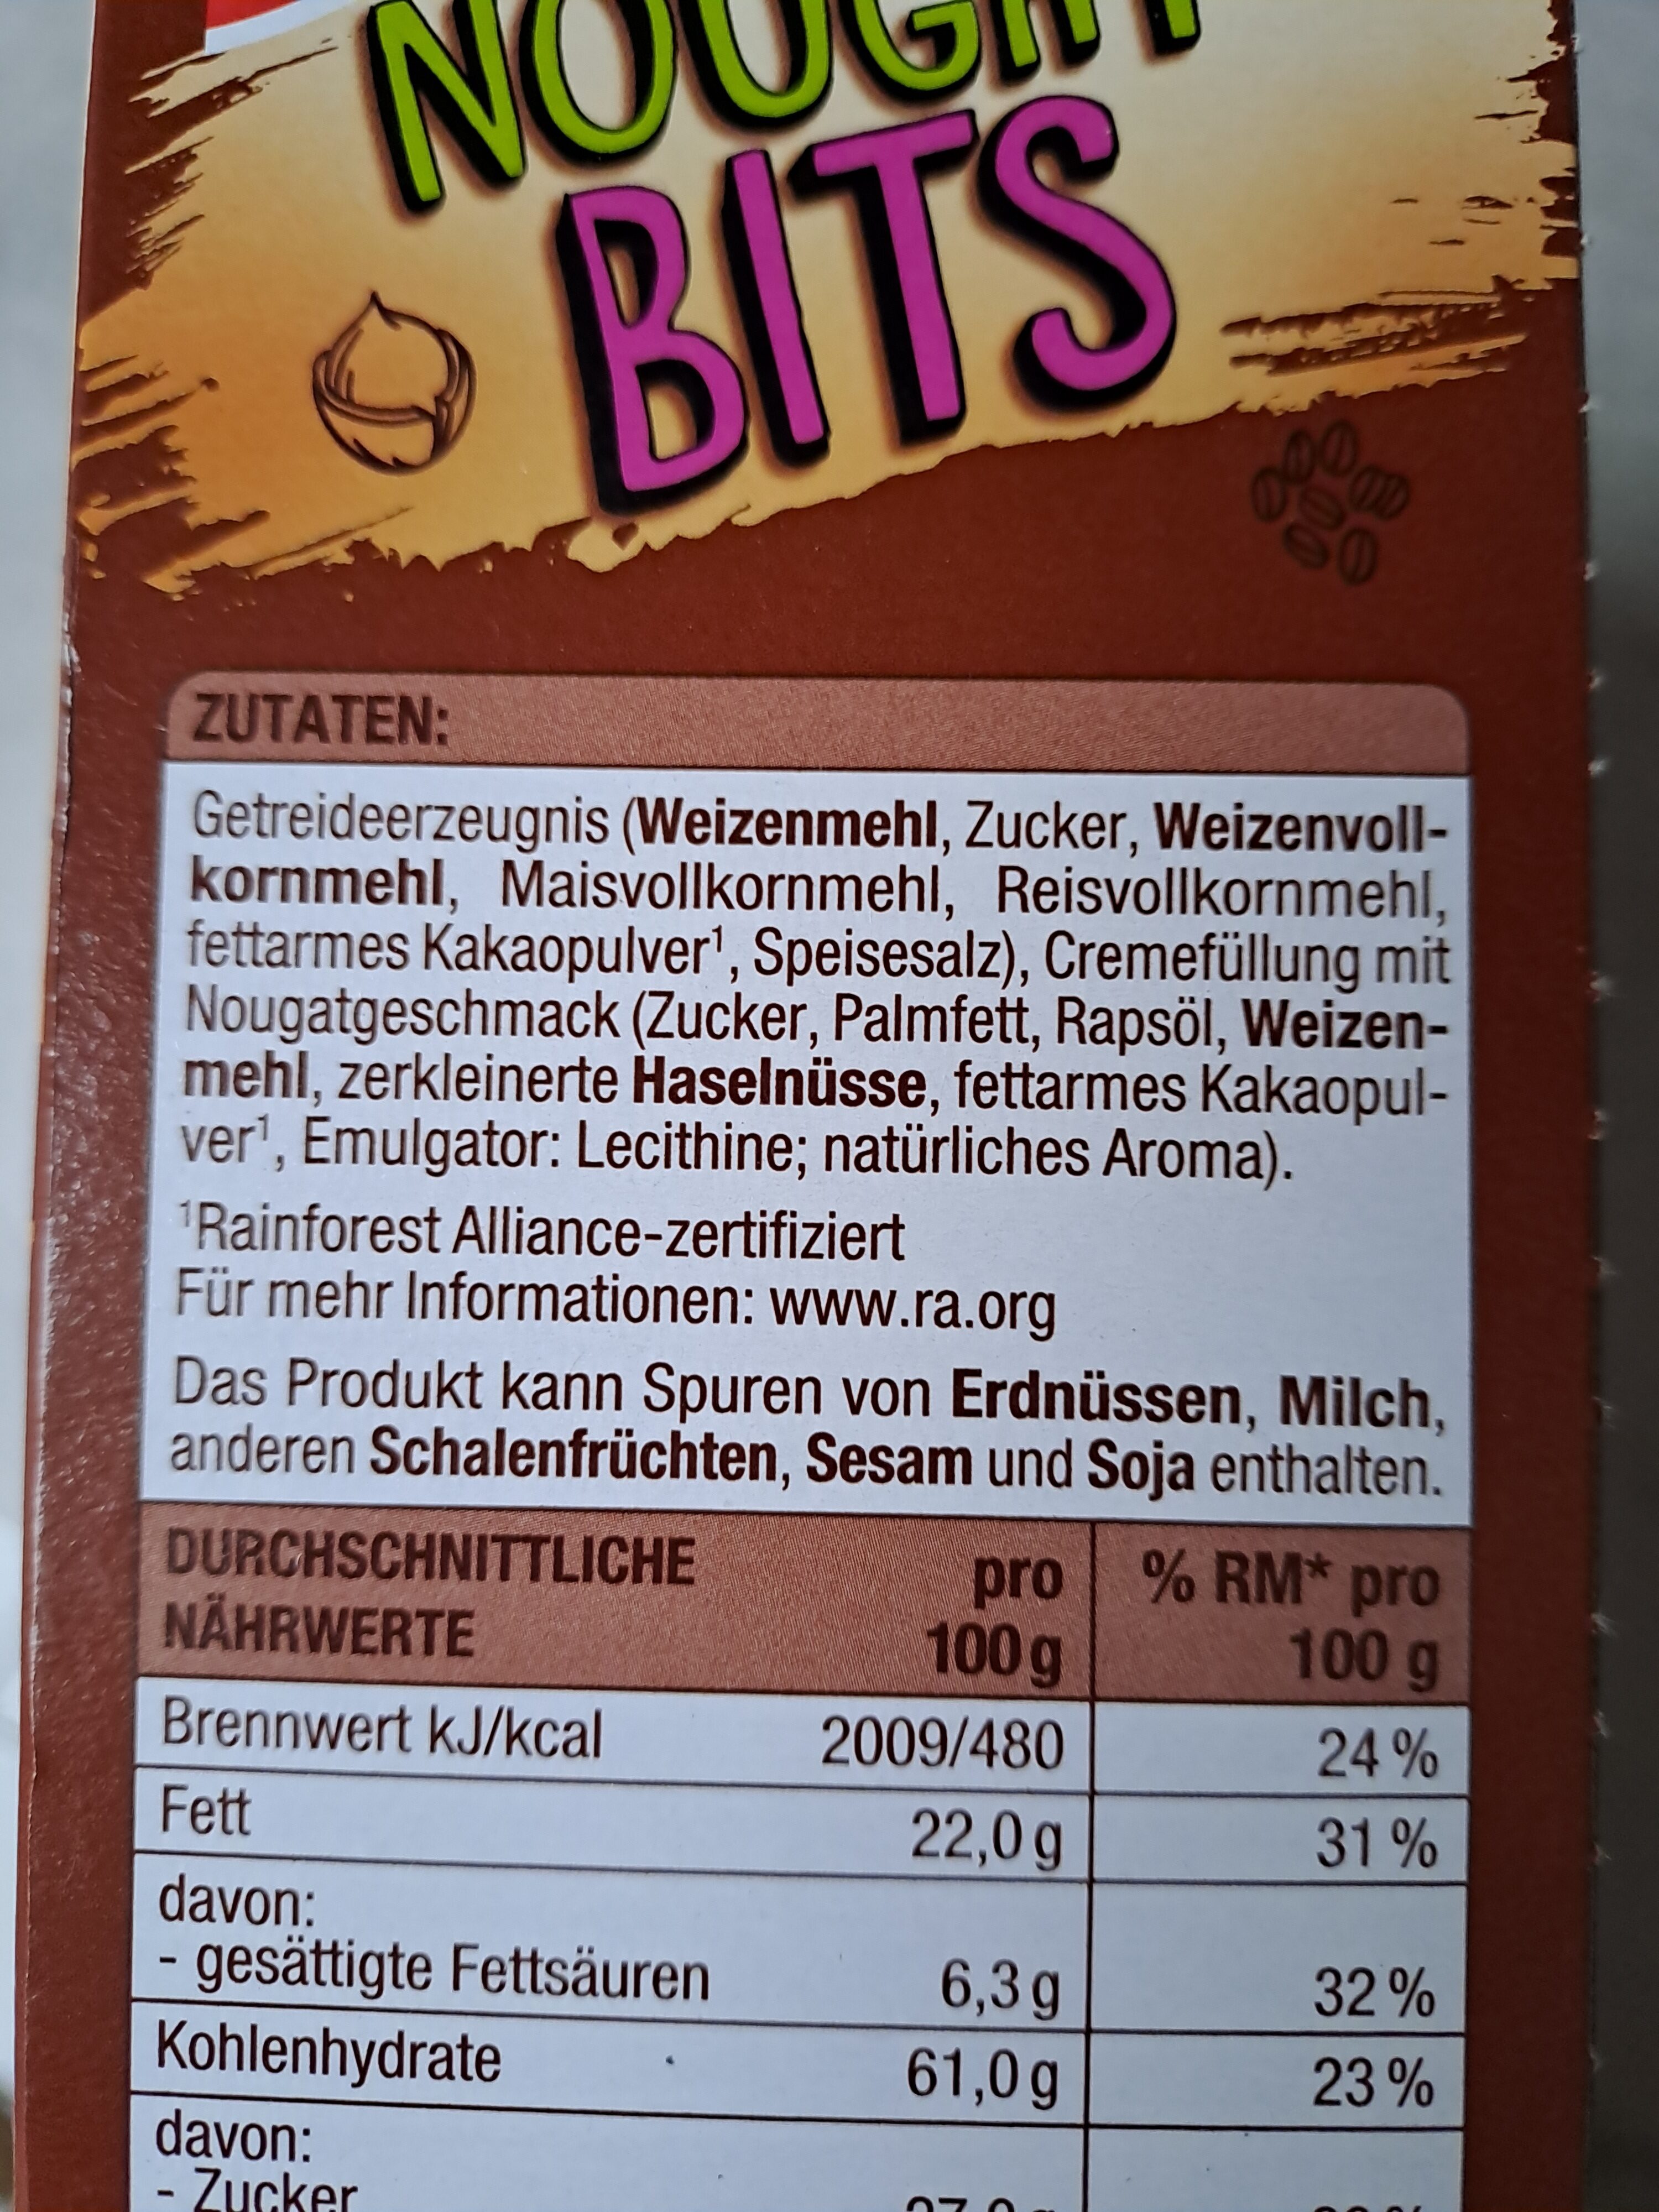 NOUGAT
BITS
ZUTATEN:
Getreideerzeugnis (Weizenmehl, Zucker, Weizenvoll-
kornmehl, Maisvollkornmehl, Reisvollkornmehl,
fettarmes Kakaopulver¹, Speisesalz), Cremefüllung mit
Nougatgeschmack (Zucker, Palmfett, Rapsöl, Weizen-
mehl, zerkleinerte Haselnüsse, fettarmes Kakaopul-
ver¹, Emulgator: Lecithine; natürliches Aroma).
¹Rainforest Alliance-zertifiziert
Für mehr Informationen: www.ra.org
Das Produkt kann Spuren von Erdnüssen, Milch,
anderen Schalenfrüchten, Sesam und Soja enthalten.
DURCHSCHNITTLICHE pro % RM* pro
NÄHRWERTE 100 g 100 g
Brennwert kJ/kcal 2009/480 24 %
Fett 22,0 g 31 %
davon:
- gesättigte Fettsäuren 6,3 g 32 %
Kohlenhydrate 61,0 g 23 %
davon:
- Zucker